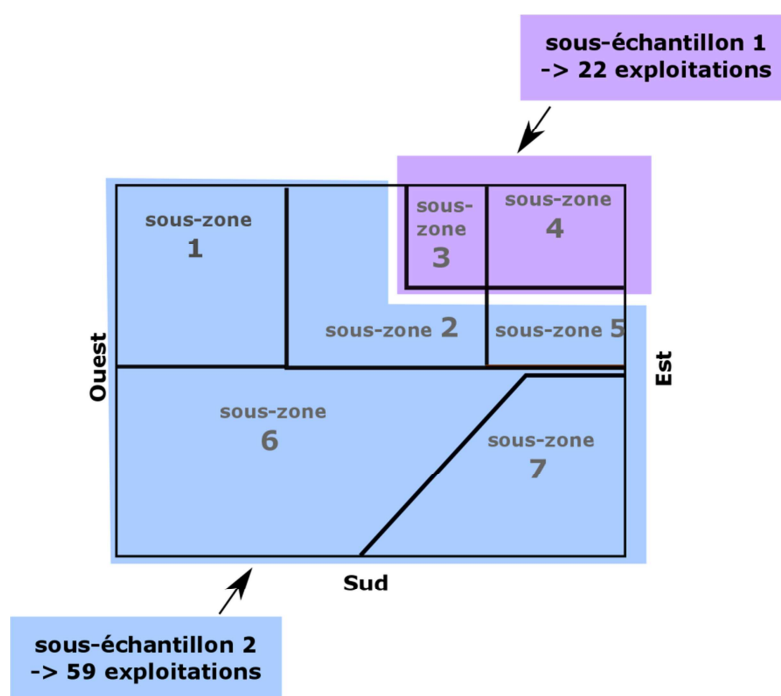 sous-échantillon 1
-> 22 exploitations
sous-zone
1
sous-
zone
3
sous-zone
4
sous-zone 2
sous-zone 5
Ouest
Est
sous-zone
6
sous-zone
7
Sud
sous-échantillon 2
-> 59 exploitations